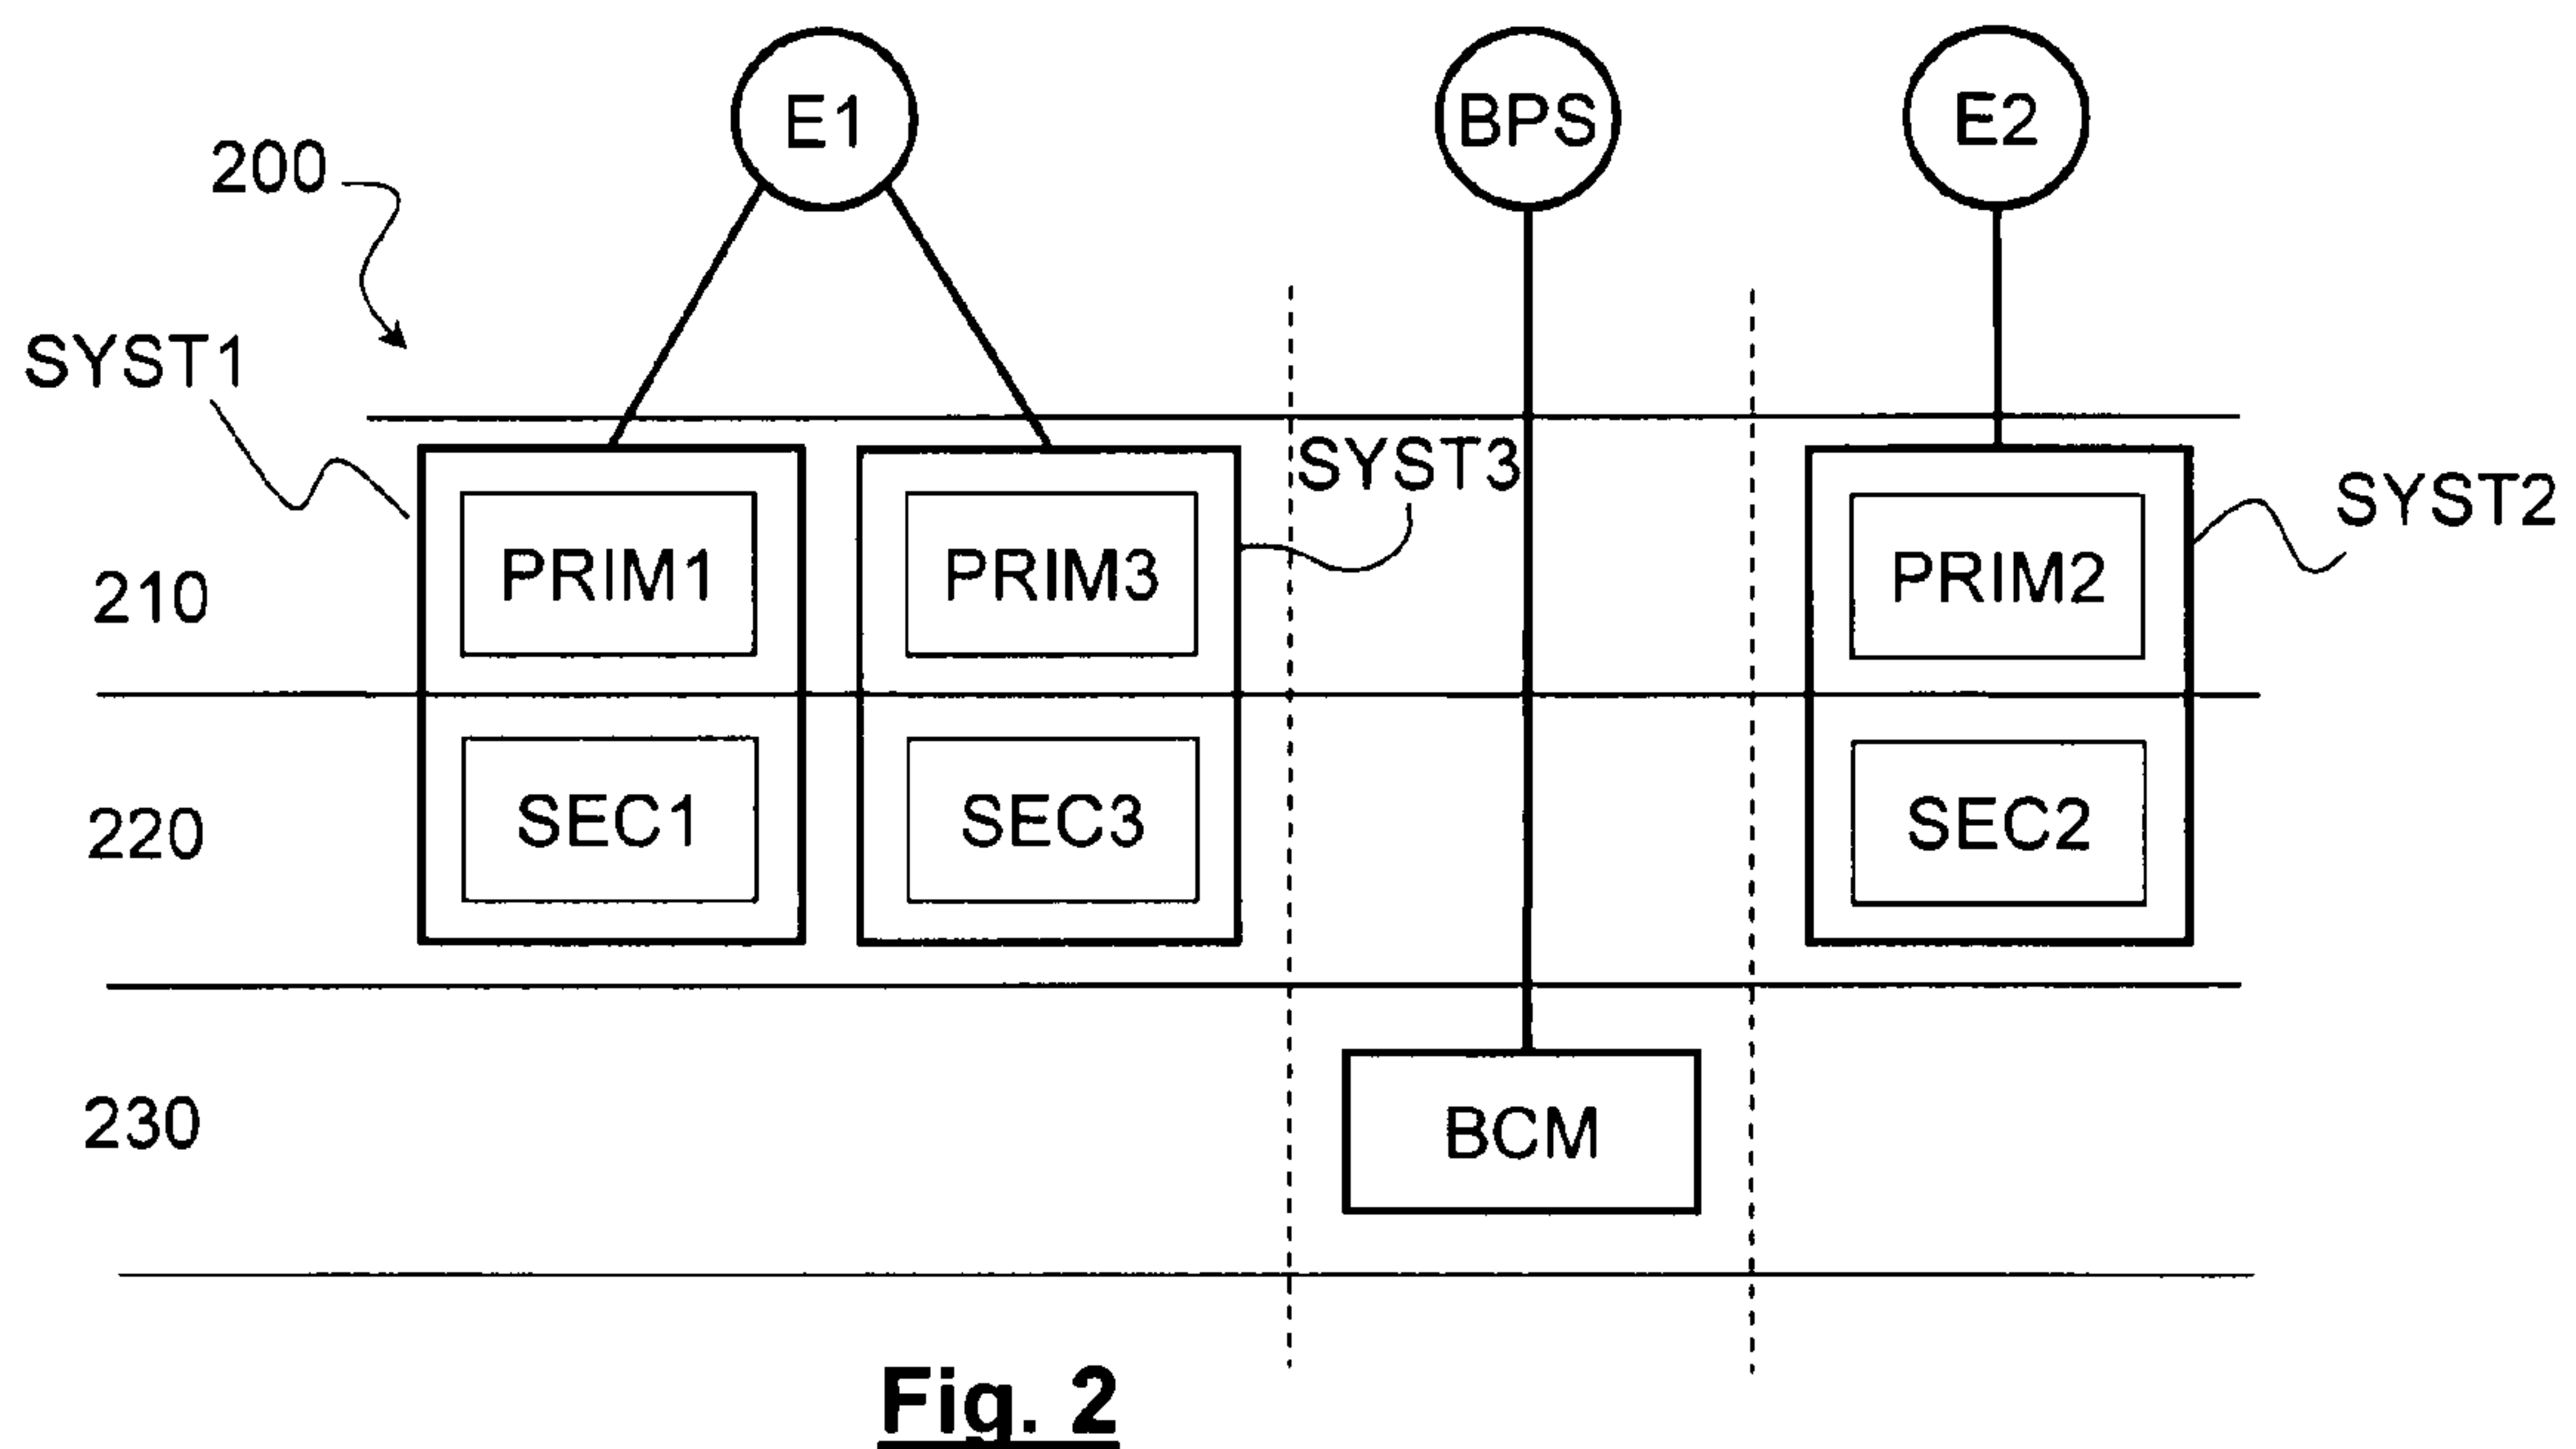 E1
BPS
E2
200
SYST1
SYST3
SYST2
PRIM1
PRIM3
PRIM2
210
SEC1
SEC3
SEC2
220
BCM
230
Fig. 2